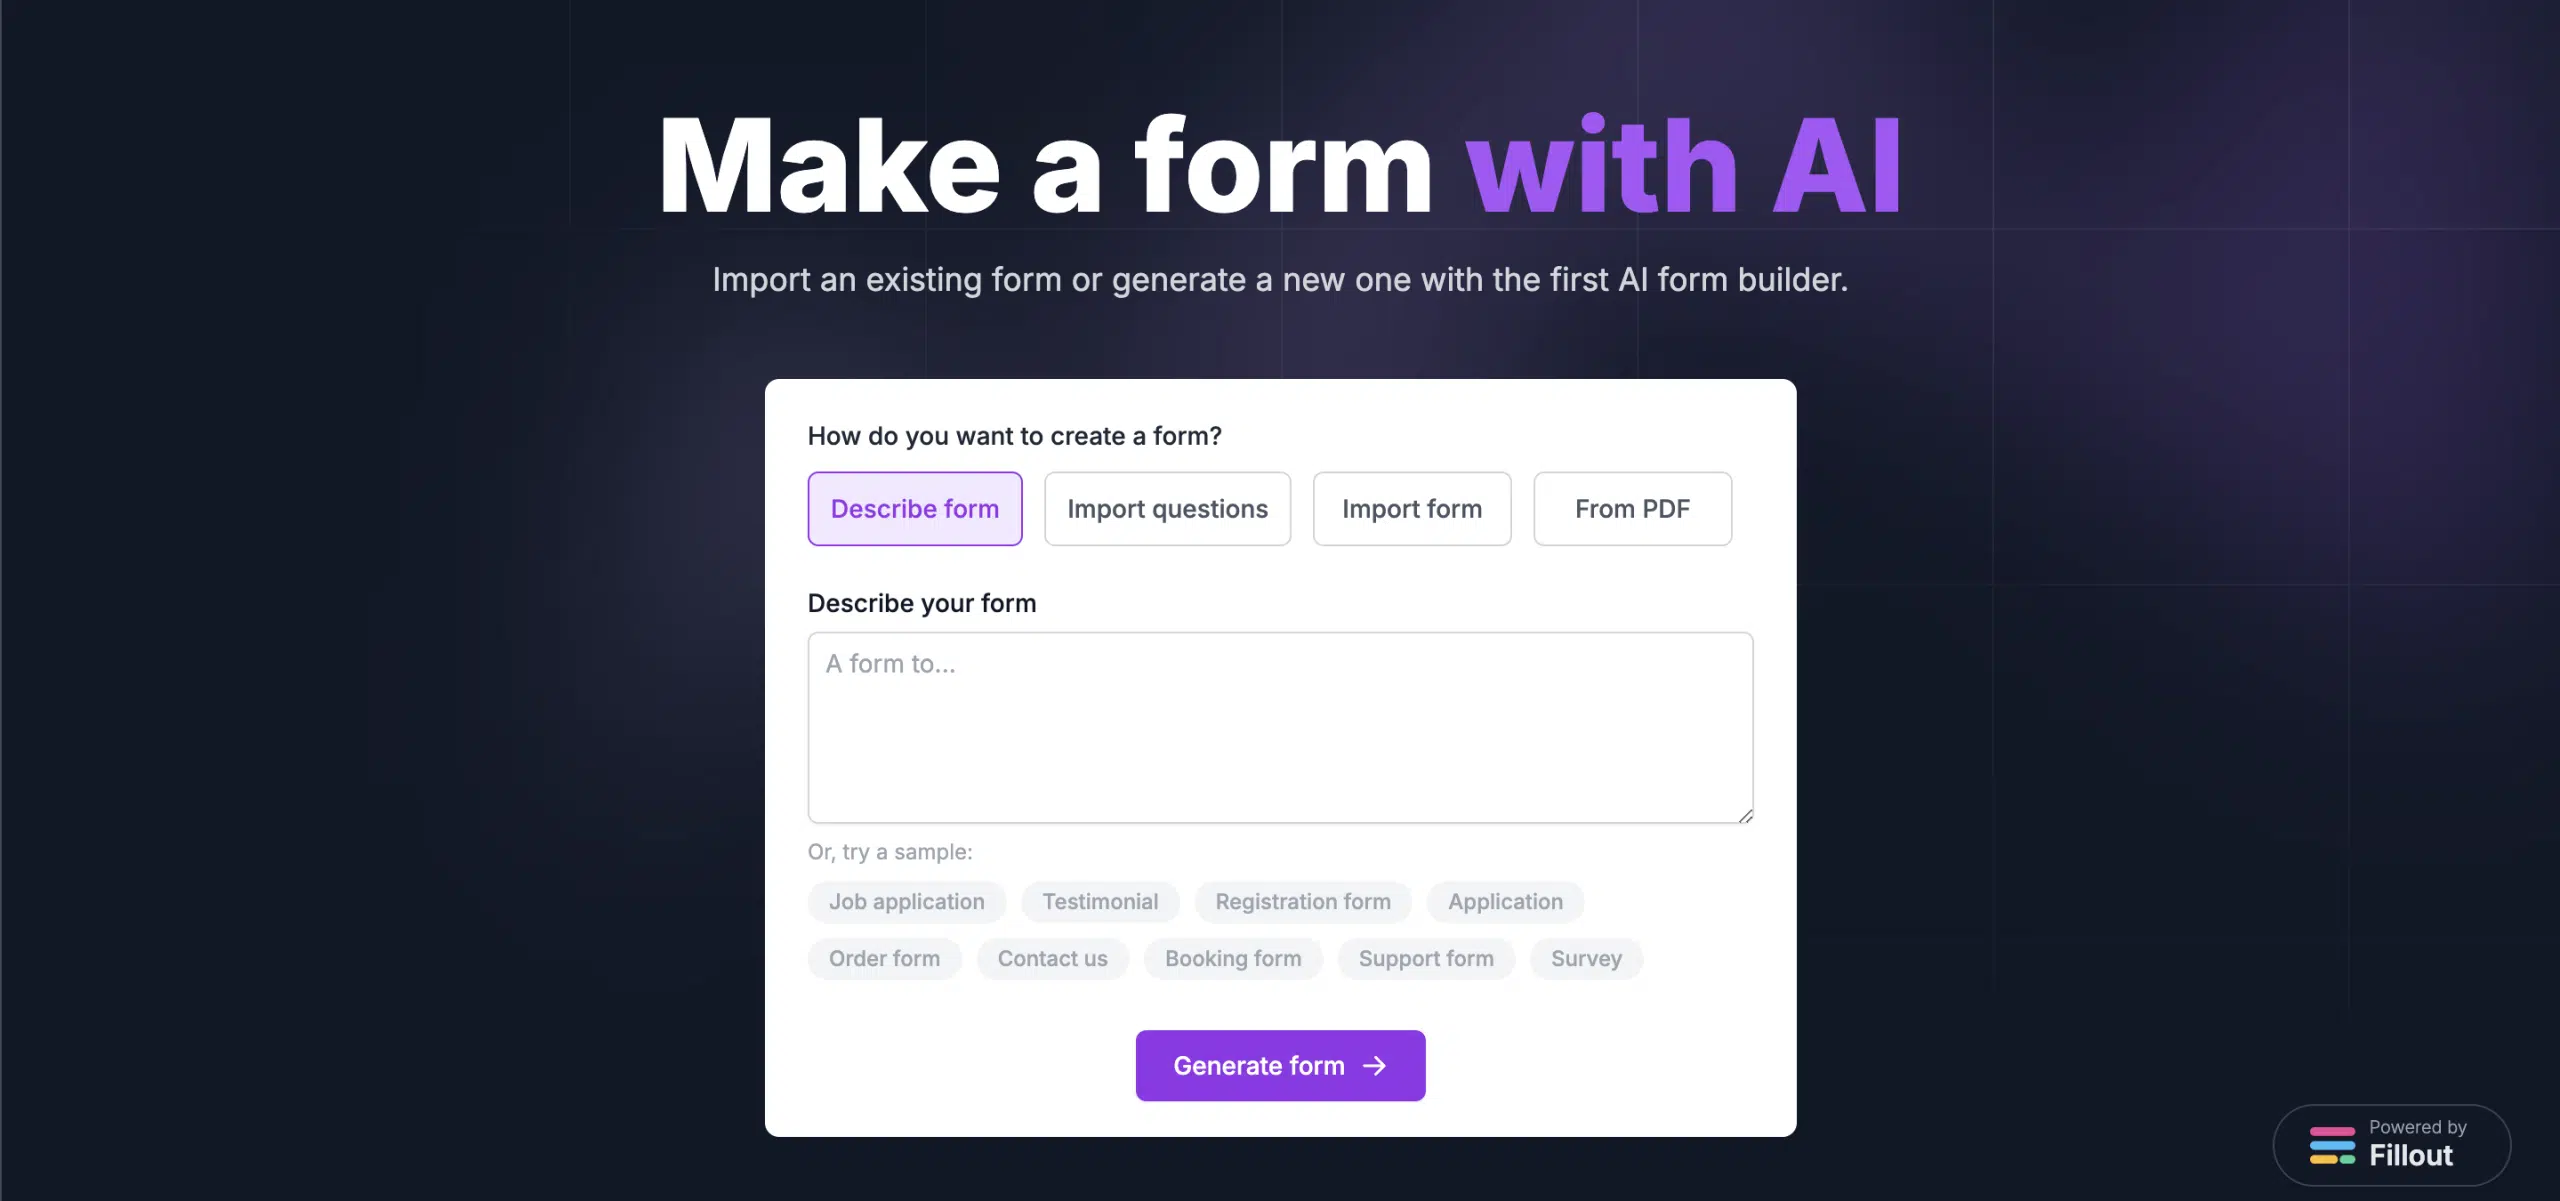 Make a form with AI
Import an existing form or generate a new one with the first AI form builder.
How do you want to create a form?
Describe form Import questions Import form From PDF
Describe your form
A form to...
Or, try a sample:
Job application Testimonial Registration form Application
Order form Contact us Booking form Support form Survey
Generate form →
Powered by
Fillout